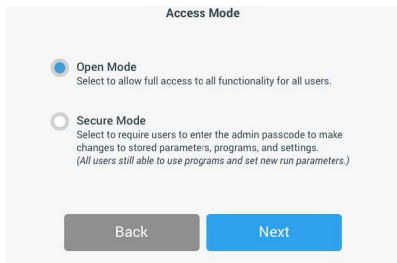 Access Mode
Open Mode
Select to allow full access to all functionality for all users.
Secure Mode
Select to require users to enter the admin passcode to make
changes to stored parameters, programs, and settings.
(All users still able to use programs and set new run parameters.)
Back
Next